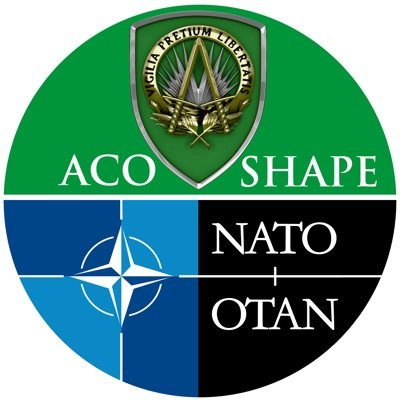 VIGILIA PRETIUM LIBERTATIS
ACO SHAPE
NATO
OTAN